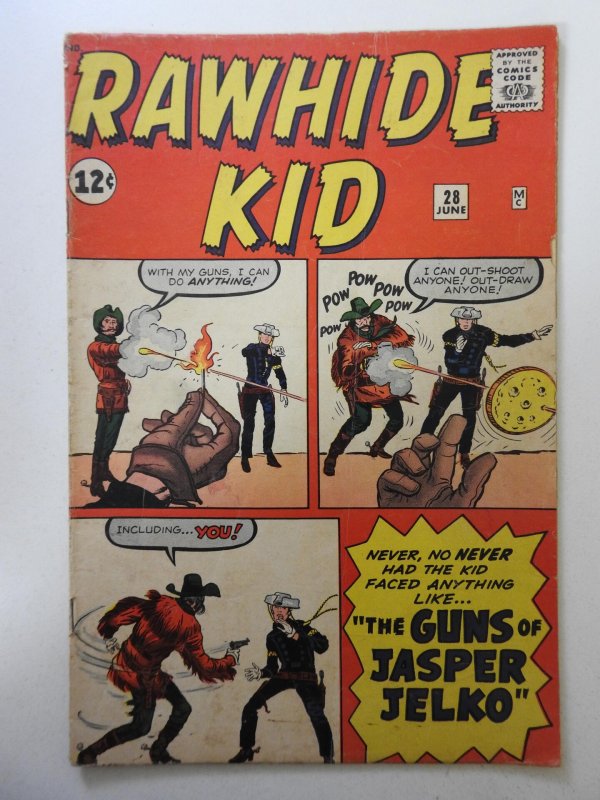 IND.
RAWHIDE
KID
APPROVED
BY THE
COMICS
CODE
CA
AUTHORITY
12¢
28
JUNE
M
C
WITH MY GUNS, I CAN
DO ANYTHING!
POW POW POW POW POW
I CAN OUT-SHOOT
ANYONE! OUT-DRAW
ANYONE!
INCLUDING... YOU!
NEVER, NO NEVER
HAD THE KID
FACED ANYTHING
LIKE...
"THE GUNS OF
JASPER
JELKO"